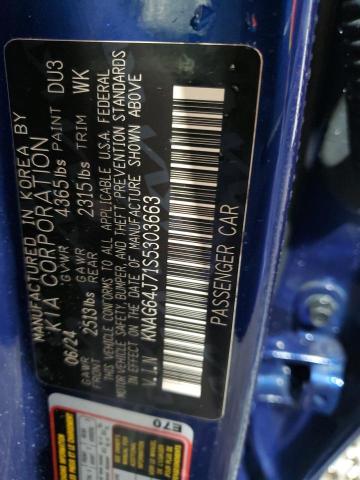 MANUFACTURED IN KOREA BY
KIA CORPORATION
06/24 GVWR 4365lbs PAINT DU3
GAWR GAWR
2513lbs REAR 2315lbs TRIM WK
THIS VEHICLE CONFORMS TO ALL APPLICABLE U.S.A. FEDERAL
MOTOR VEHICLE SAFETY, BUMPER, AND THEFT PREVENTION STANDARDS
IN EFFECT ON THE DATE OF MANUFACTURE SHOWN ABOVE
V.I.N KNAGG4J71S5303663
PASSENGER CAR
E70